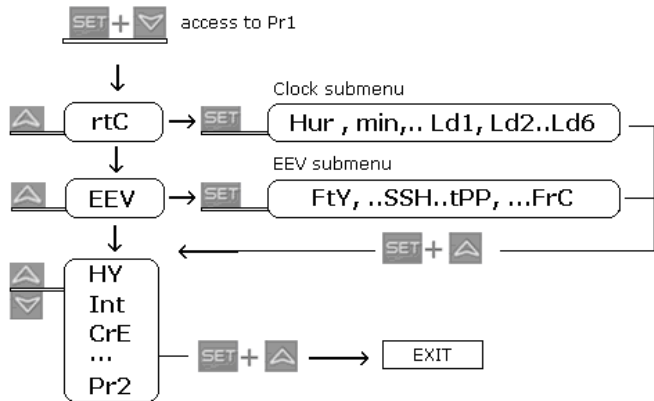 SET + access to Pr1
Clock submenu
rtC SET Hur , min,.. Ld1, Ld2..Ld6
EEV submenu
EEV SET FtY, ..SSH..tPP, ...FrC
SET +
HY
Int
CrE
...
Pr2
SET + EXIT